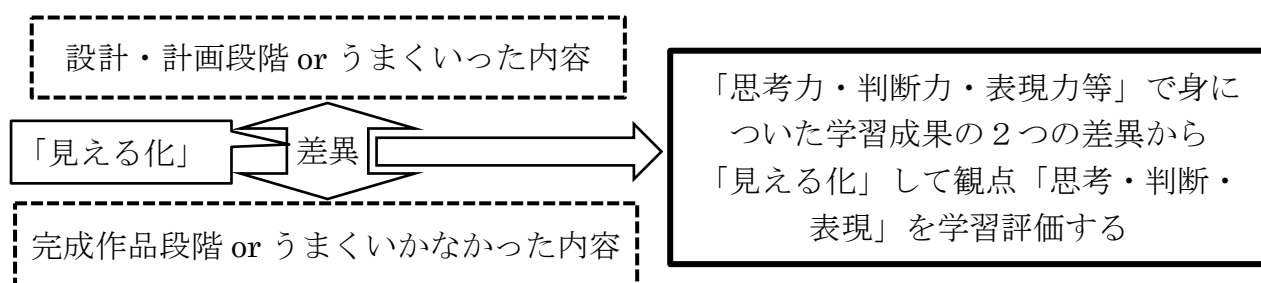 設計・計画段階 or うまくいった内容
「見える化」
差異
完成作品段階 or うまくいかなかった内容
「思考力・判断力・表現力等」で身に
ついた学習成果の２つの差異から
「見える化」して観点「思考・判断・
表現」を学習評価する